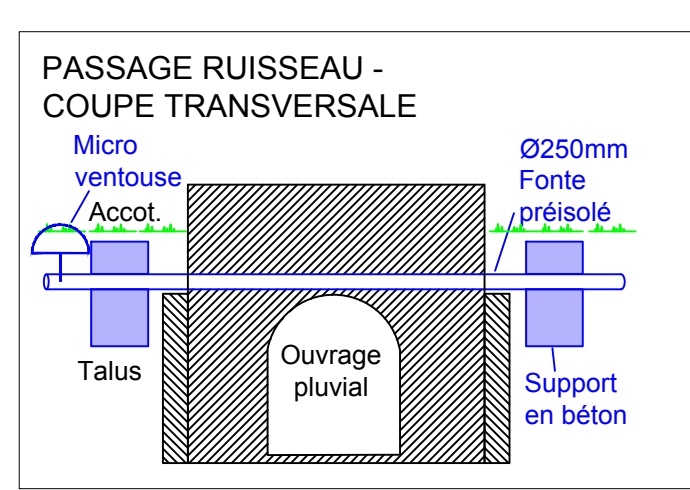 PASSAGE RUISSEAU -
COUPE TRANSVERSALE
Micro
ventouse
Accot.
Ø250mm
Fonte
préisolé
Talus
Ouvrage
pluvial
Support
en béton